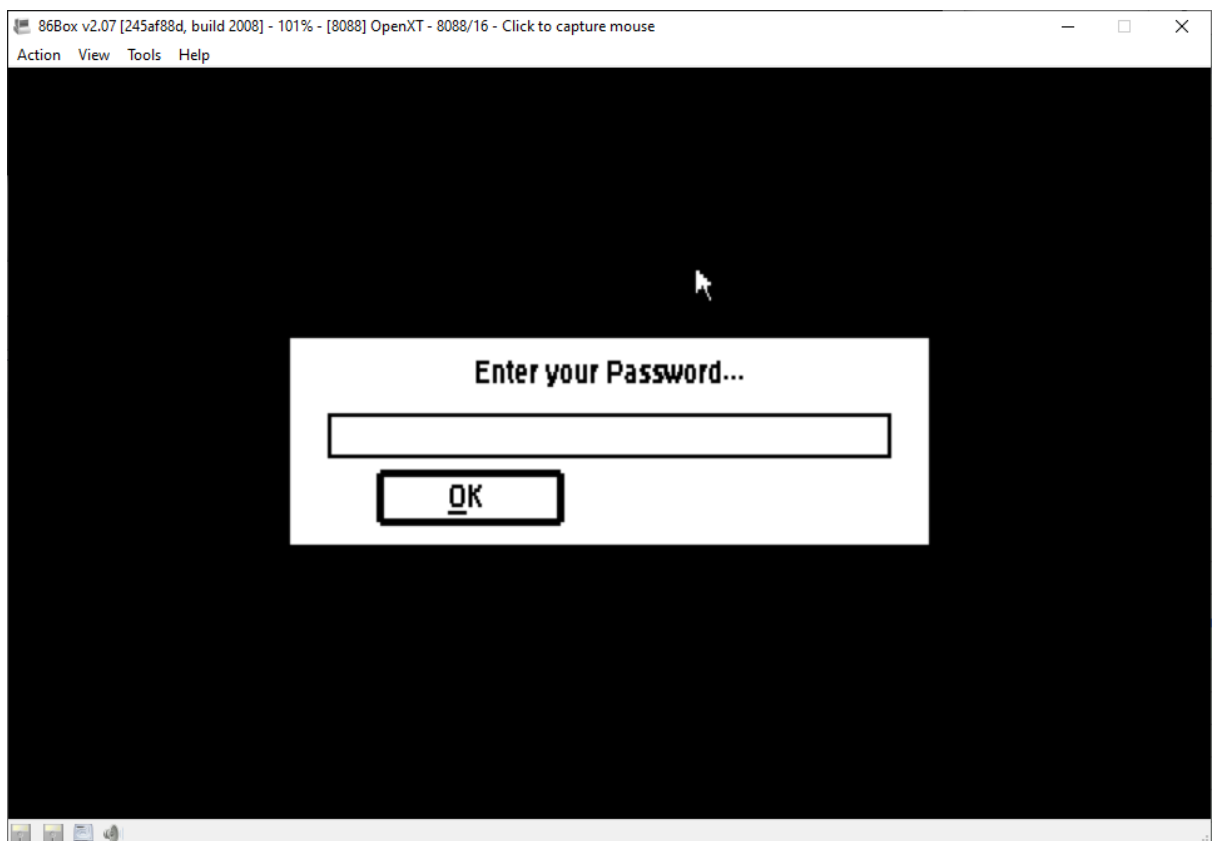 86Box v2.07 [245af88d, build 2008] - 101% - [8088] OpenXT - 8088/16 - Click to capture mouse
Action View Tools Help
Enter your Password...
OK